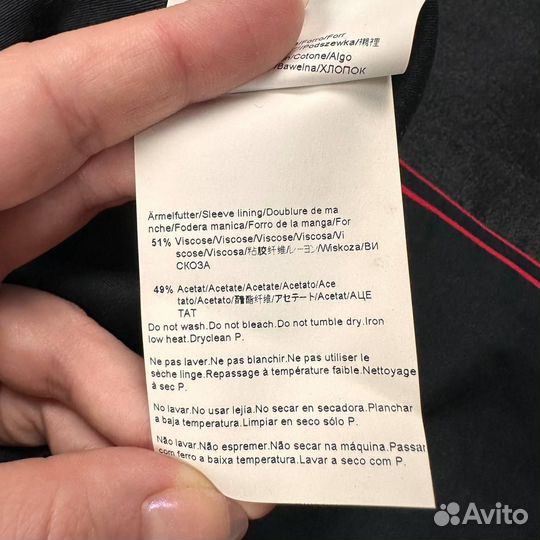 /Forro/Forr
/Podszewka/裡
/Cotone/Algo
/Bawełna/ХЛОПОК
Ärmelfutter/Sleeve lining/Doublure de ma
nche/Fodera manica/Forro de la manga/For
51% Viscose/Viscose/Viscose/Viscosa/Vi
scose/Viscosa/粘胶纤维/レーヨン/Wiskoza/ВИ
СКОЗА
49% Acetat/Acetate/Acetate/Acetato/Ace
tato/Acetato/醋酯纤维/アセテート/Acetat/АЦЕ
ТАТ
Do not wash.Do not bleach.Do not tumble dry.Iron
low heat.Dryclean P.
Ne pas laver.Ne pas blanchir.Ne pas utiliser le
sèche linge.Repassage à température faible.Nettoyage
à sec P.
No lavar.No usar lejía.No secar en secadora.Planchar
a baja temperatura.Limpiar en seco sólo P.
Não lavar.Não espremer.Não secar na máquina.Passar
com ferro a baixa temperatura.Lavar a seco com P.
Avito